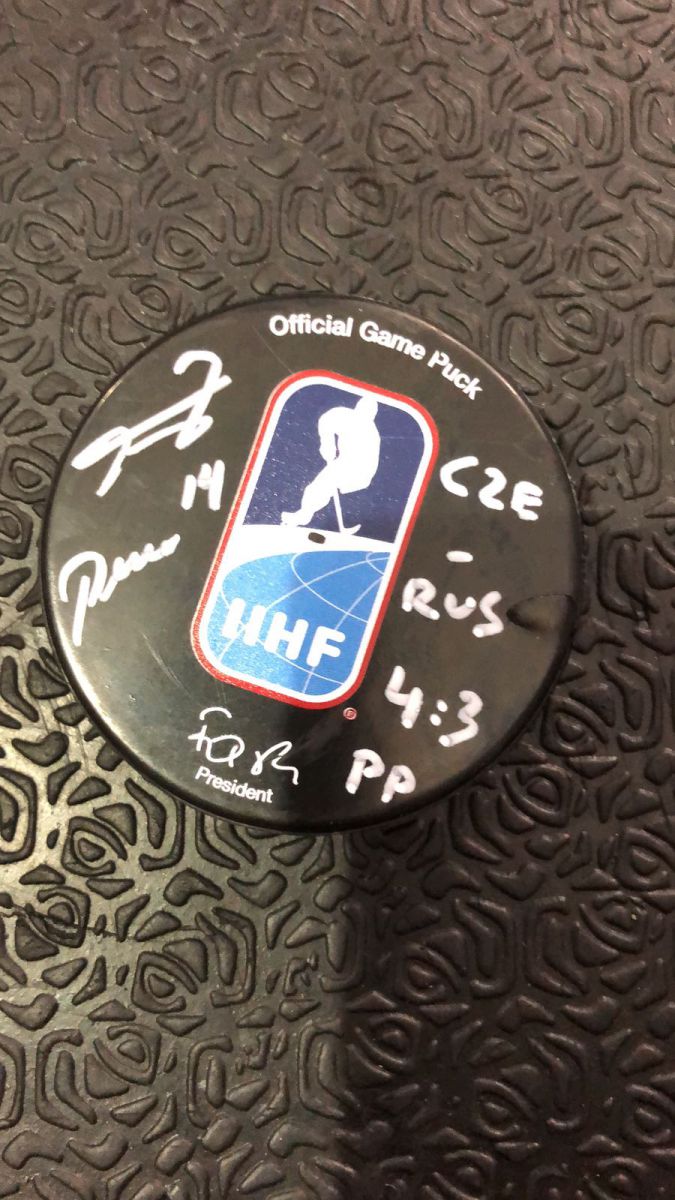 Official Game Puck
14
CZE
-
RUS
4:3
PP
IIHF
®
President